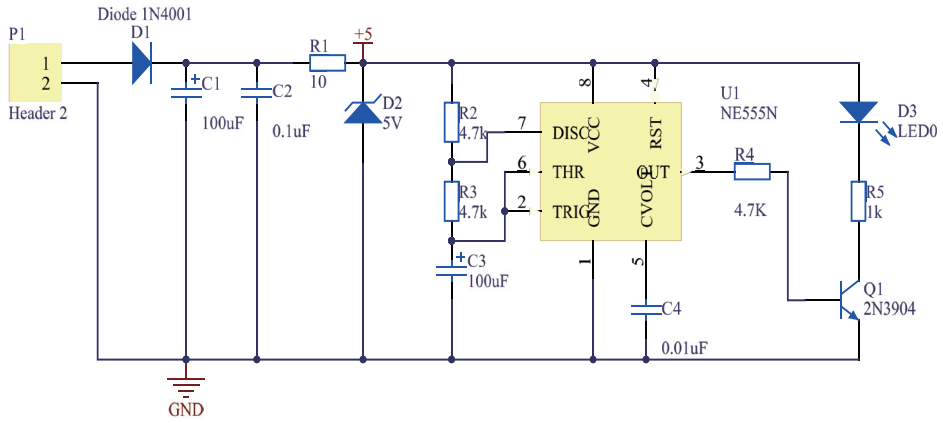 Diode 1N4001
P1
D1
1
2
Header 2
C1
100uF
C2
0.1uF
R1
10
+5
D2
5V
R2
4.7k
R3
4.7k
C3
100uF
7
6
2
8
4
DISC
VCC
RST
THR
OUT
TRIG
GND
CVOLT
1
5
U1
NE555N
3
R4
4.7K
D3
LED0
R5
1k
Q1
2N3904
C4
0.01uF
GND